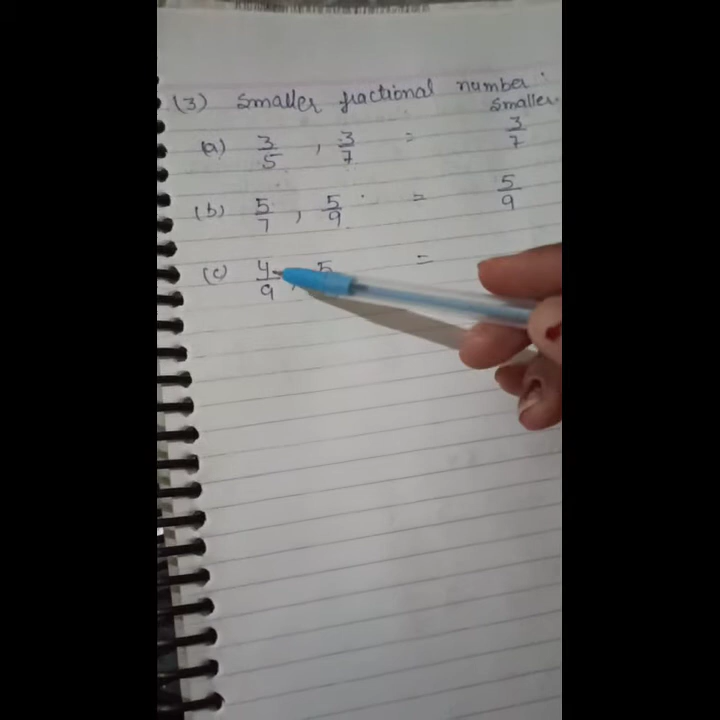 (3) Smaller fractional number:
Smaller.
(a) 3/5 , 3/7 = 3/7
(b) 5/7 , 5/9 = 5/9
(c) 4/9 , 5 =